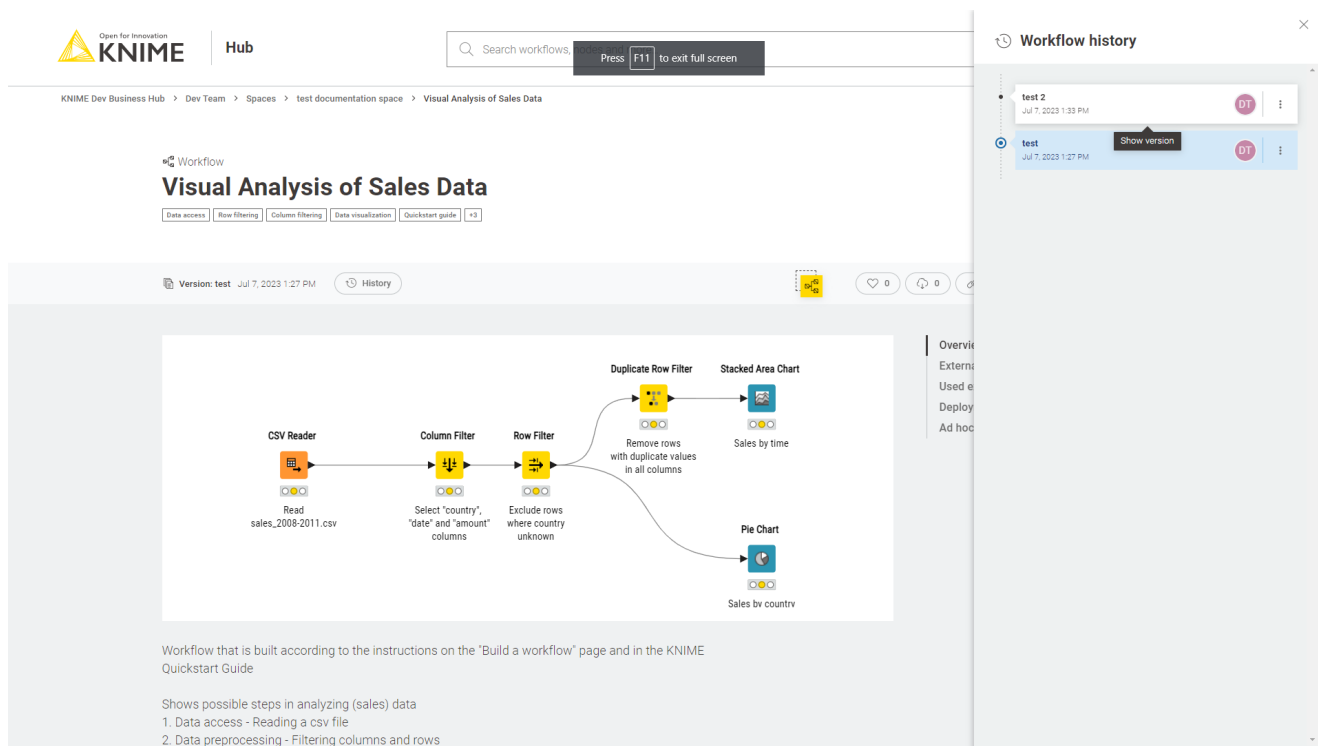 Open for Innovation
KNIME
Hub
Search workflows, nodes and
Press F11 to exit full screen
KNIME Dev Business Hub > Dev Team > Spaces > test documentation space > Visual Analysis of Sales Data
Workflow
Visual Analysis of Sales Data
Data access Row filtering Column filtering Data visualization Quickstart guide +3
Version: test Jul 7, 2023 1:27 PM History
0 0
Duplicate Row Filter Stacked Area Chart
Remove rows
with duplicate values
in all columns
Sales by time
CSV Reader Column Filter Row Filter
Read
sales_2008-2011.csv
Select "country",
"date" and "amount"
columns
Exclude rows
where country
unknown
Pie Chart
Sales by country
Overvie
Externa
Used e
Deploy
Ad hoc
Workflow that is built according to the instructions on the "Build a workflow" page and in the KNIME
Quickstart Guide
Shows possible steps in analyzing (sales) data
1. Data access - Reading a csv file
2. Data preprocessing - Filtering columns and rows
Workflow history
test 2
Jul 7, 2023 1:33 PM
DT
Show version
test
Jul 7, 2023 1:27 PM
DT